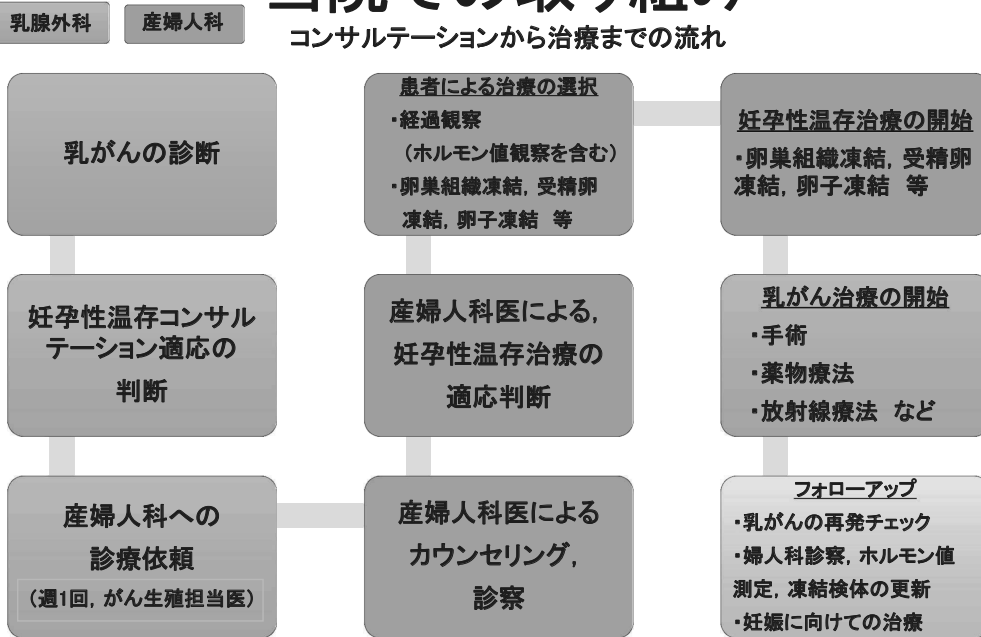 乳腺外科
産婦人科
当院での取り組み
コンサルテーションから治療までの流れ
乳がんの診断
妊孕性温存コンサル
テーション適応の
判断
産婦人科への
診療依頼
(週1回, がん生殖担当医)
産婦人科医による
カウンセリング,
診察
産婦人科医による,
妊孕性温存治療の
適応判断
患者による治療の選択
・経過観察
(ホルモン値観察を含む)
・卵巣組織凍結, 受精卵
凍結, 卵子凍結 等
妊孕性温存治療の開始
・卵巣組織凍結, 受精卵
凍結, 卵子凍結 等
乳がん治療の開始
・手術
・薬物療法
・放射線療法 など
フォローアップ
・乳がんの再発チェック
・婦人科診察, ホルモン値
測定, 凍結検体の更新
・妊娠に向けての治療